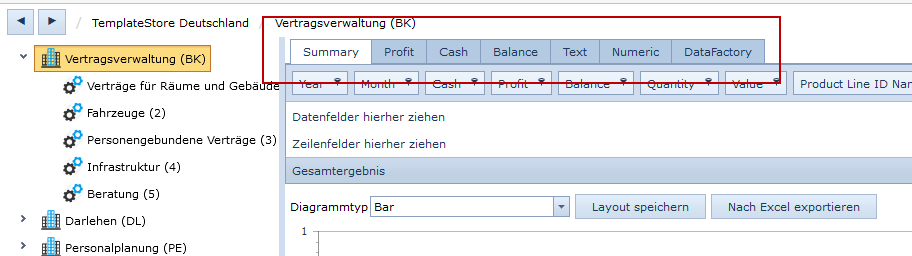 TemplateStore Deutschland / Vertragsverwaltung (BK)
Vertragsverwaltung (BK)
Verträge für Räume und Gebäude
Fahrzeuge (2)
Personengebundene Verträge (3)
Infrastruktur (4)
Beratung (5)
Darlehen (DL)
Personalplanung (PE)
Summary Profit Cash Balance Text Numeric DataFactory
Year Month Cash Profit Balance Quantity Value Product Line ID Nam
Datenfelder hierher ziehen
Zeilenfelder hierher ziehen
Gesamtergebnis
Diagrammtyp Bar Layout speichern Nach Excel exportieren
1